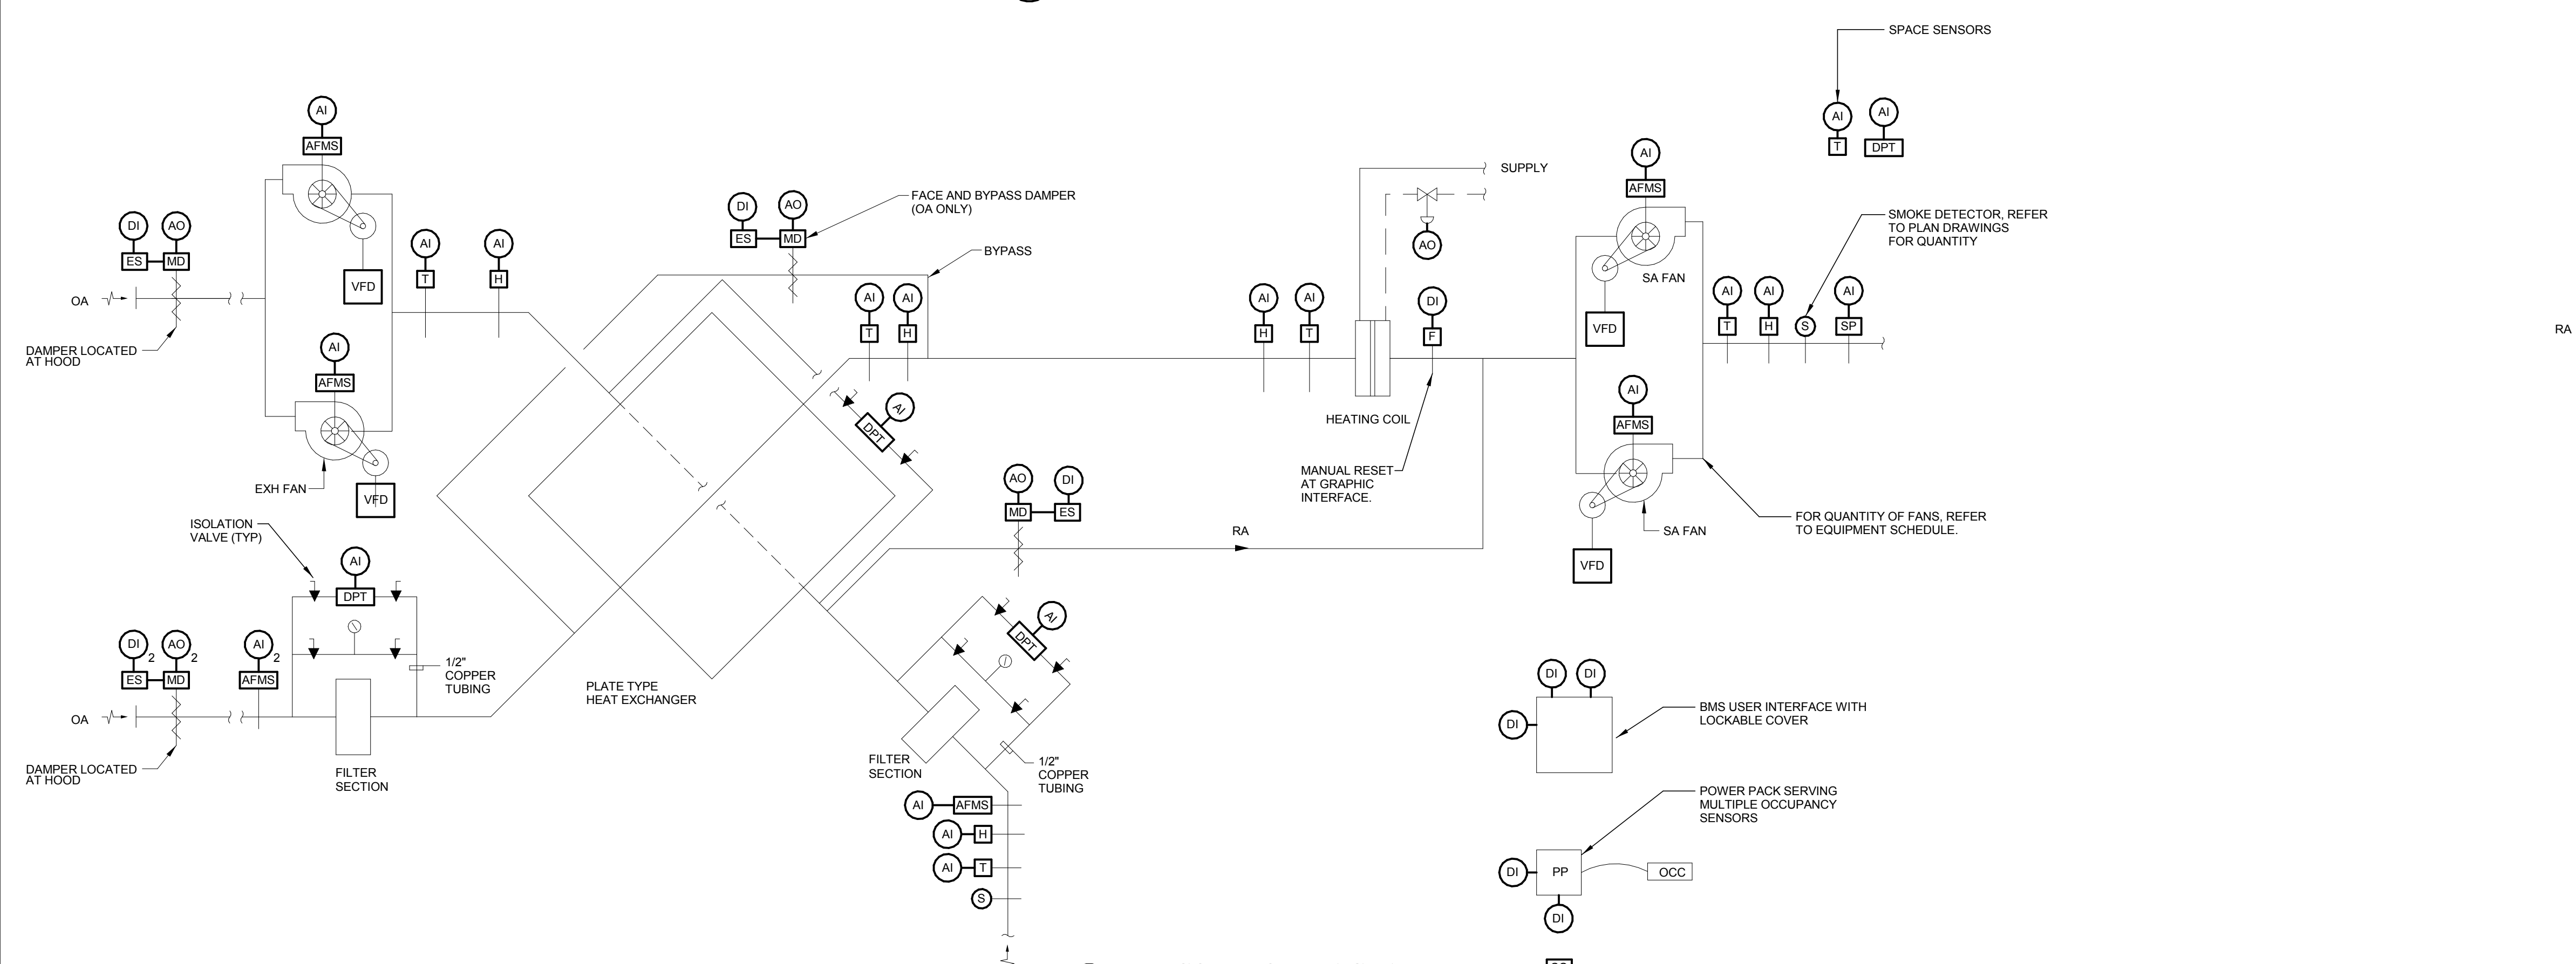 SPACE SENSORS
AI
T
AI
DPT
AI
AFMS
DI
AO
ES
MD
OA
DAMPER LOCATED
AT HOOD
VFD
AI
T
AI
H
AI
AFMS
EXH FAN
VFD
DI
AO
ES
MD
FACE AND BYPASS DAMPER
(OA ONLY)
BYPASS
AI
T
AI
H
AI
DPT
AI
H
AI
T
SUPPLY
AO
DI
F
HEATING COIL
MANUAL RESET
AT GRAPHIC
INTERFACE.
AI
AFMS
SA FAN
VFD
AI
AFMS
SA FAN
VFD
SMOKE DETECTOR, REFER
TO PLAN DRAWINGS
FOR QUANTITY
AI
T
AI
H
S
AI
SP
RA
FOR QUANTITY OF FANS, REFER
TO EQUIPMENT SCHEDULE.
AO
DI
MD
ES
RA
ISOLATION
VALVE (TYP)
AI
DPT
DI
2
AO
2
AI
2
ES
MD
AFMS
1/2"
COPPER
TUBING
OA
DAMPER LOCATED
AT HOOD
FILTER
SECTION
PLATE TYPE
HEAT EXCHANGER
AI
DPT
FILTER
SECTION
1/2"
COPPER
TUBING
AI
AFMS
AI
H
AI
T
S
DI
DI
DI
BMS USER INTERFACE WITH
LOCKABLE COVER
POWER PACK SERVING
MULTIPLE OCCUPANCY
SENSORS
DI
PP
OCC
DI